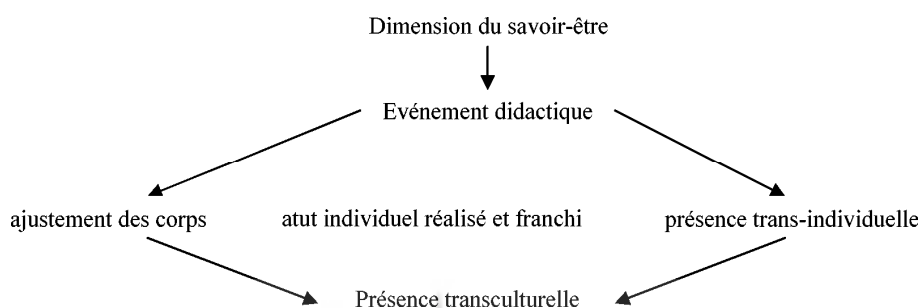 Dimension du savoir-être
Evénement didactique
ajustement des corps atut individuel réalisé et franchi présence trans-individuelle
Présence transculturelle